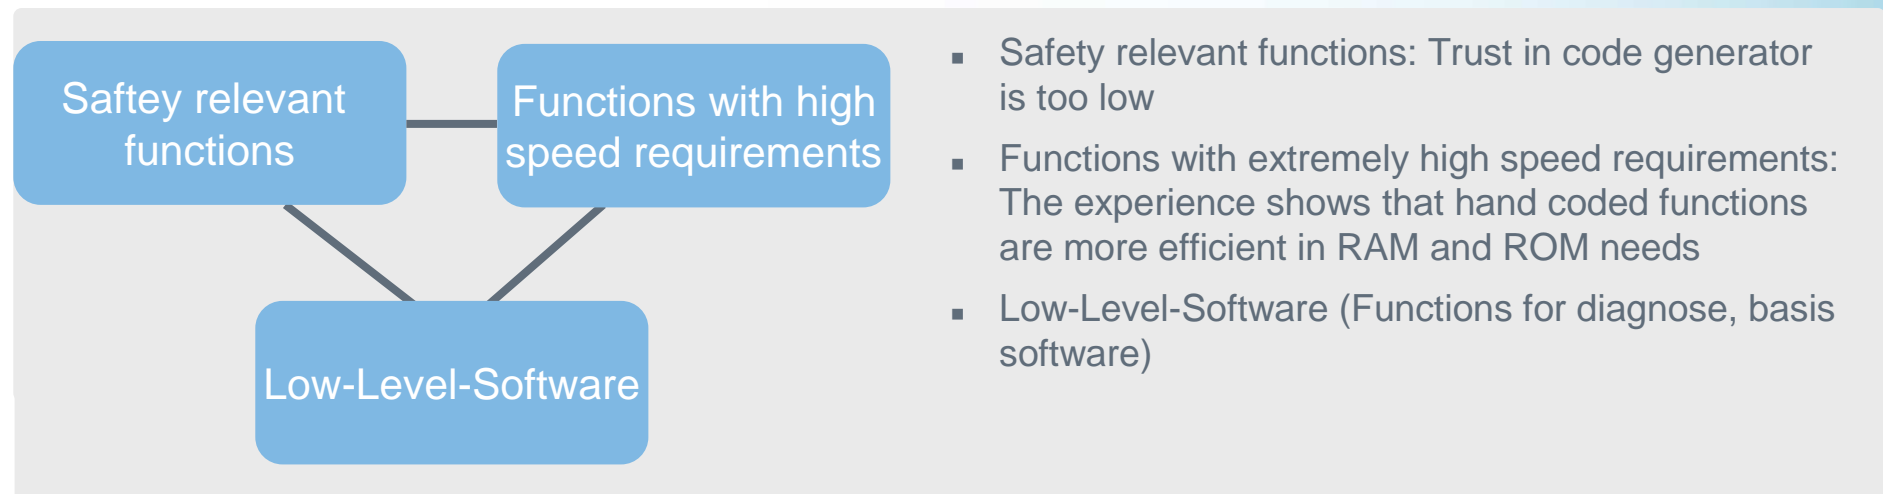 Saftey relevant
functions
Functions with high
speed requirements
Low-Level-Software
▪ Safety relevant functions: Trust in code generator
is too low
▪ Functions with extremely high speed requirements:
The experience shows that hand coded functions
are more efficient in RAM and ROM needs
▪ Low-Level-Software (Functions for diagnose, basis
software)